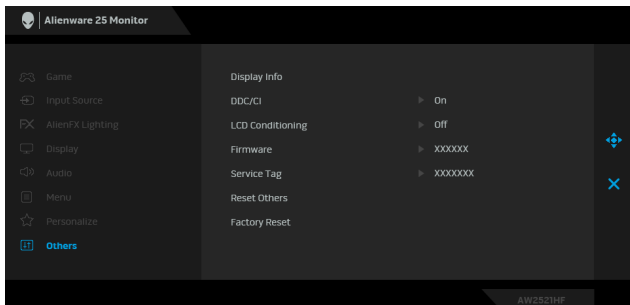 Alienware 25 Monitor
Game
Input Source
AlienFX Lighting
Display
Audio
Menu
Personalize
Others
Display Info
DDC/CI On
LCD Conditioning Off
Firmware XXXXXX
Service Tag XXXXXXX
Reset Others
Factory Reset
AW2521HF